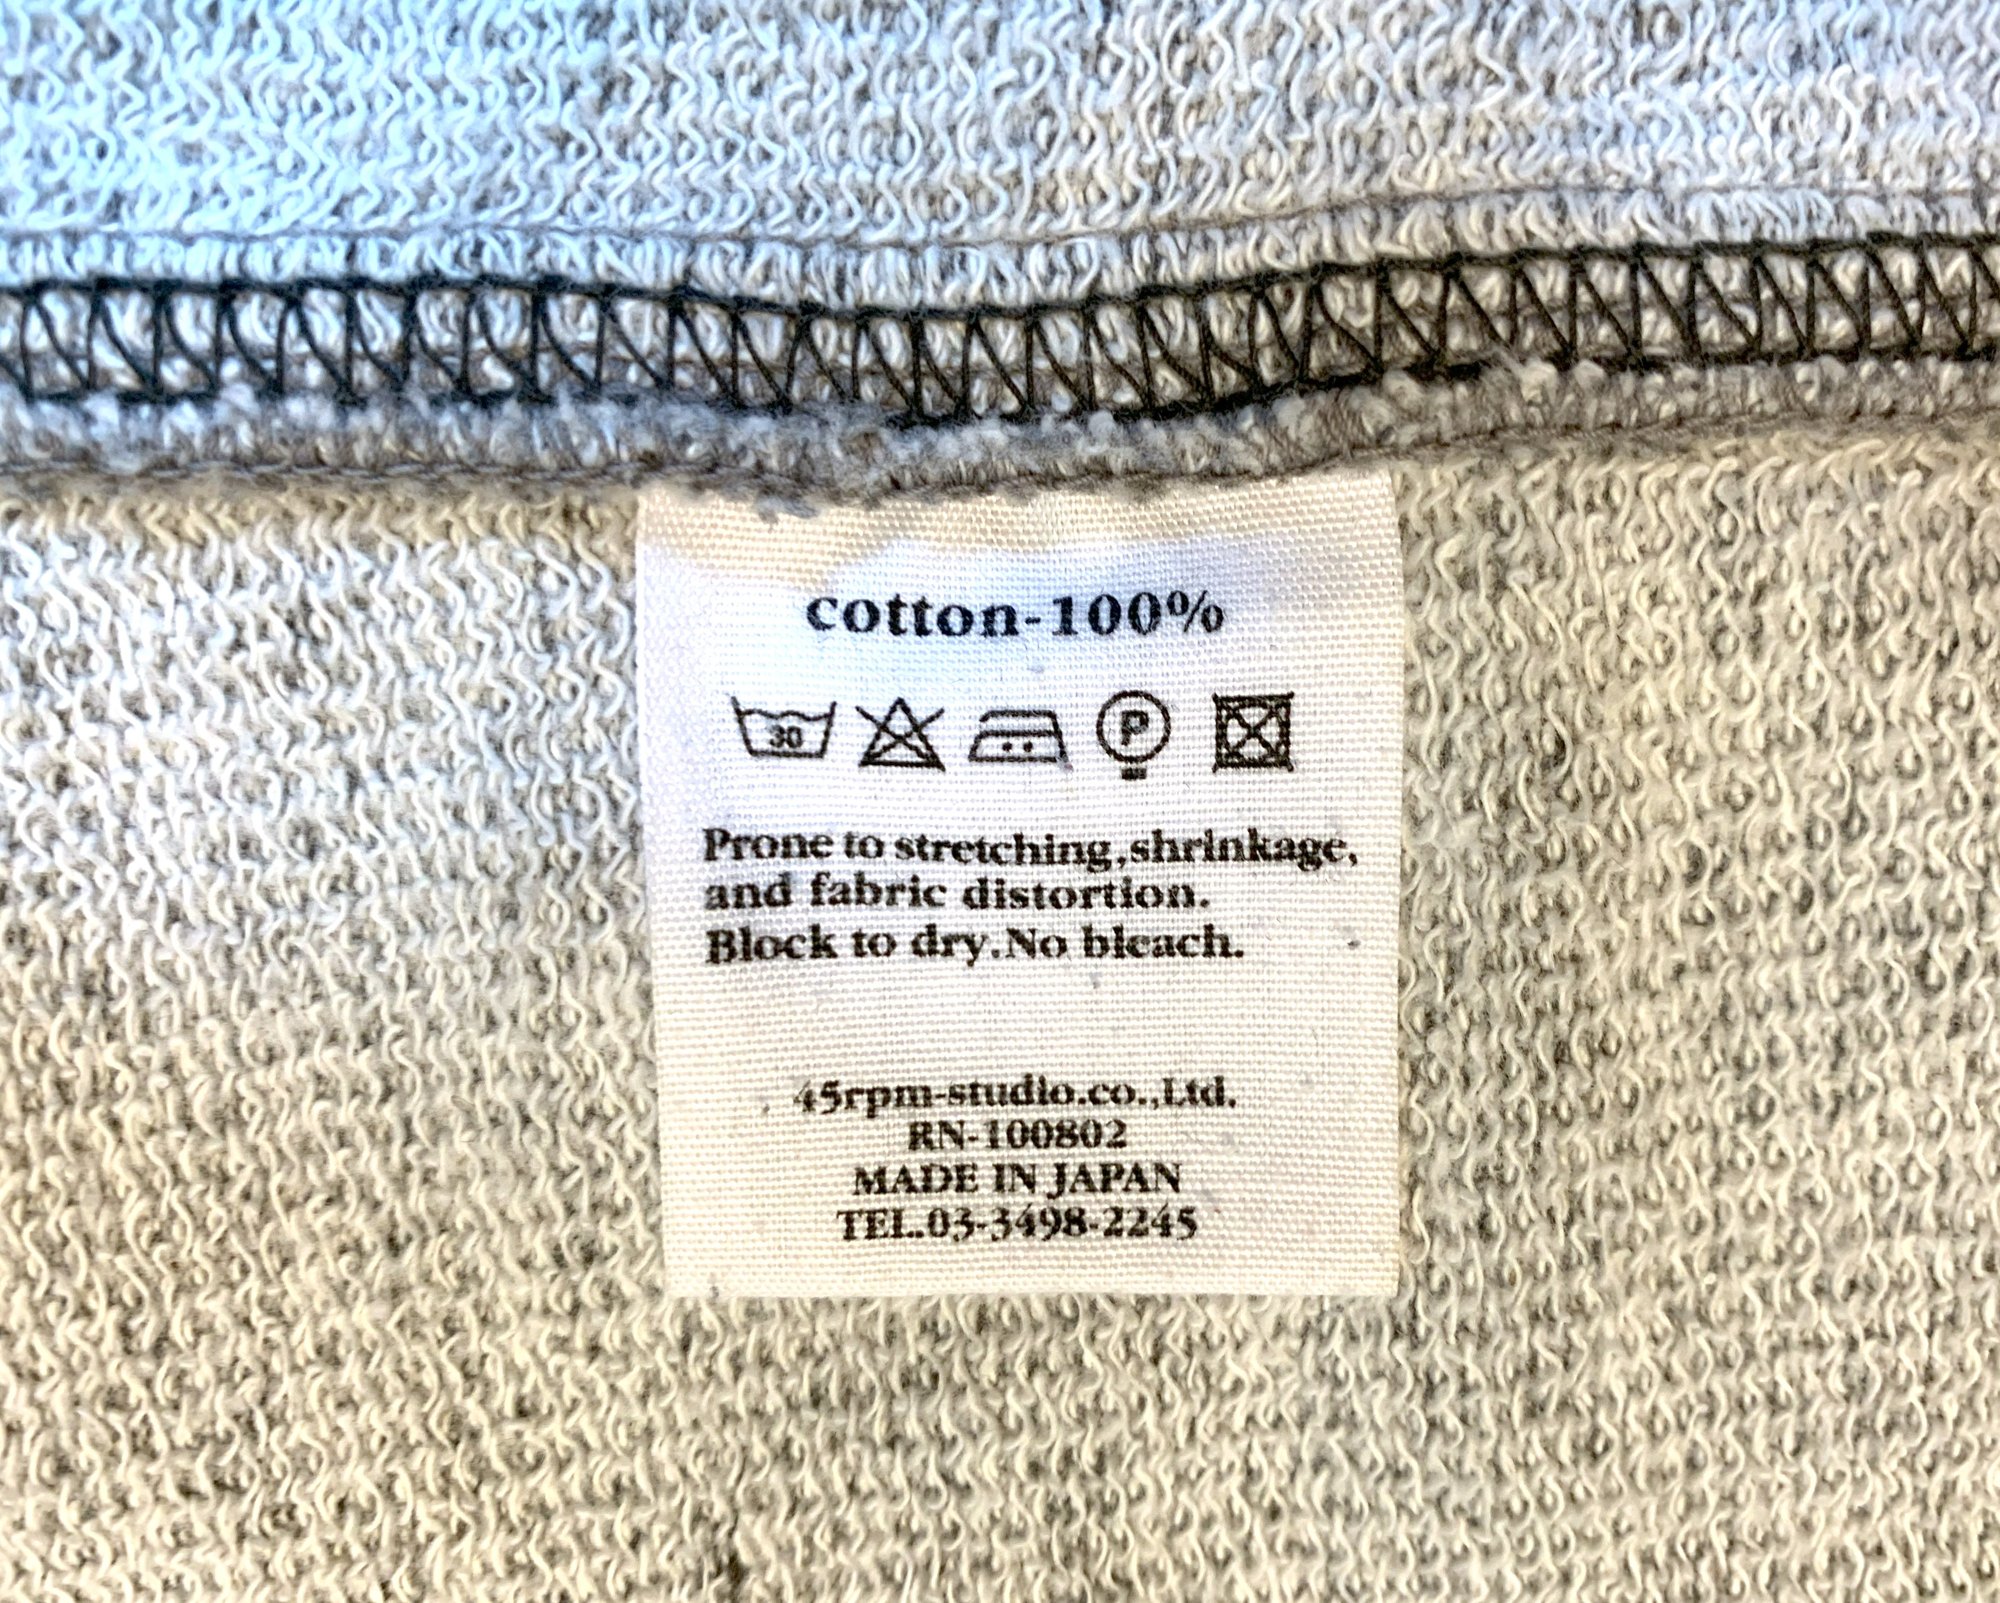 cotton-100%
30 P
Prone to stretching,shrinkage,
and fabric distortion.
Block to dry.No bleach.
45rpm-studio.co.,Ltd.
RN-100802
MADE IN JAPAN
TEL.03-3498-2245